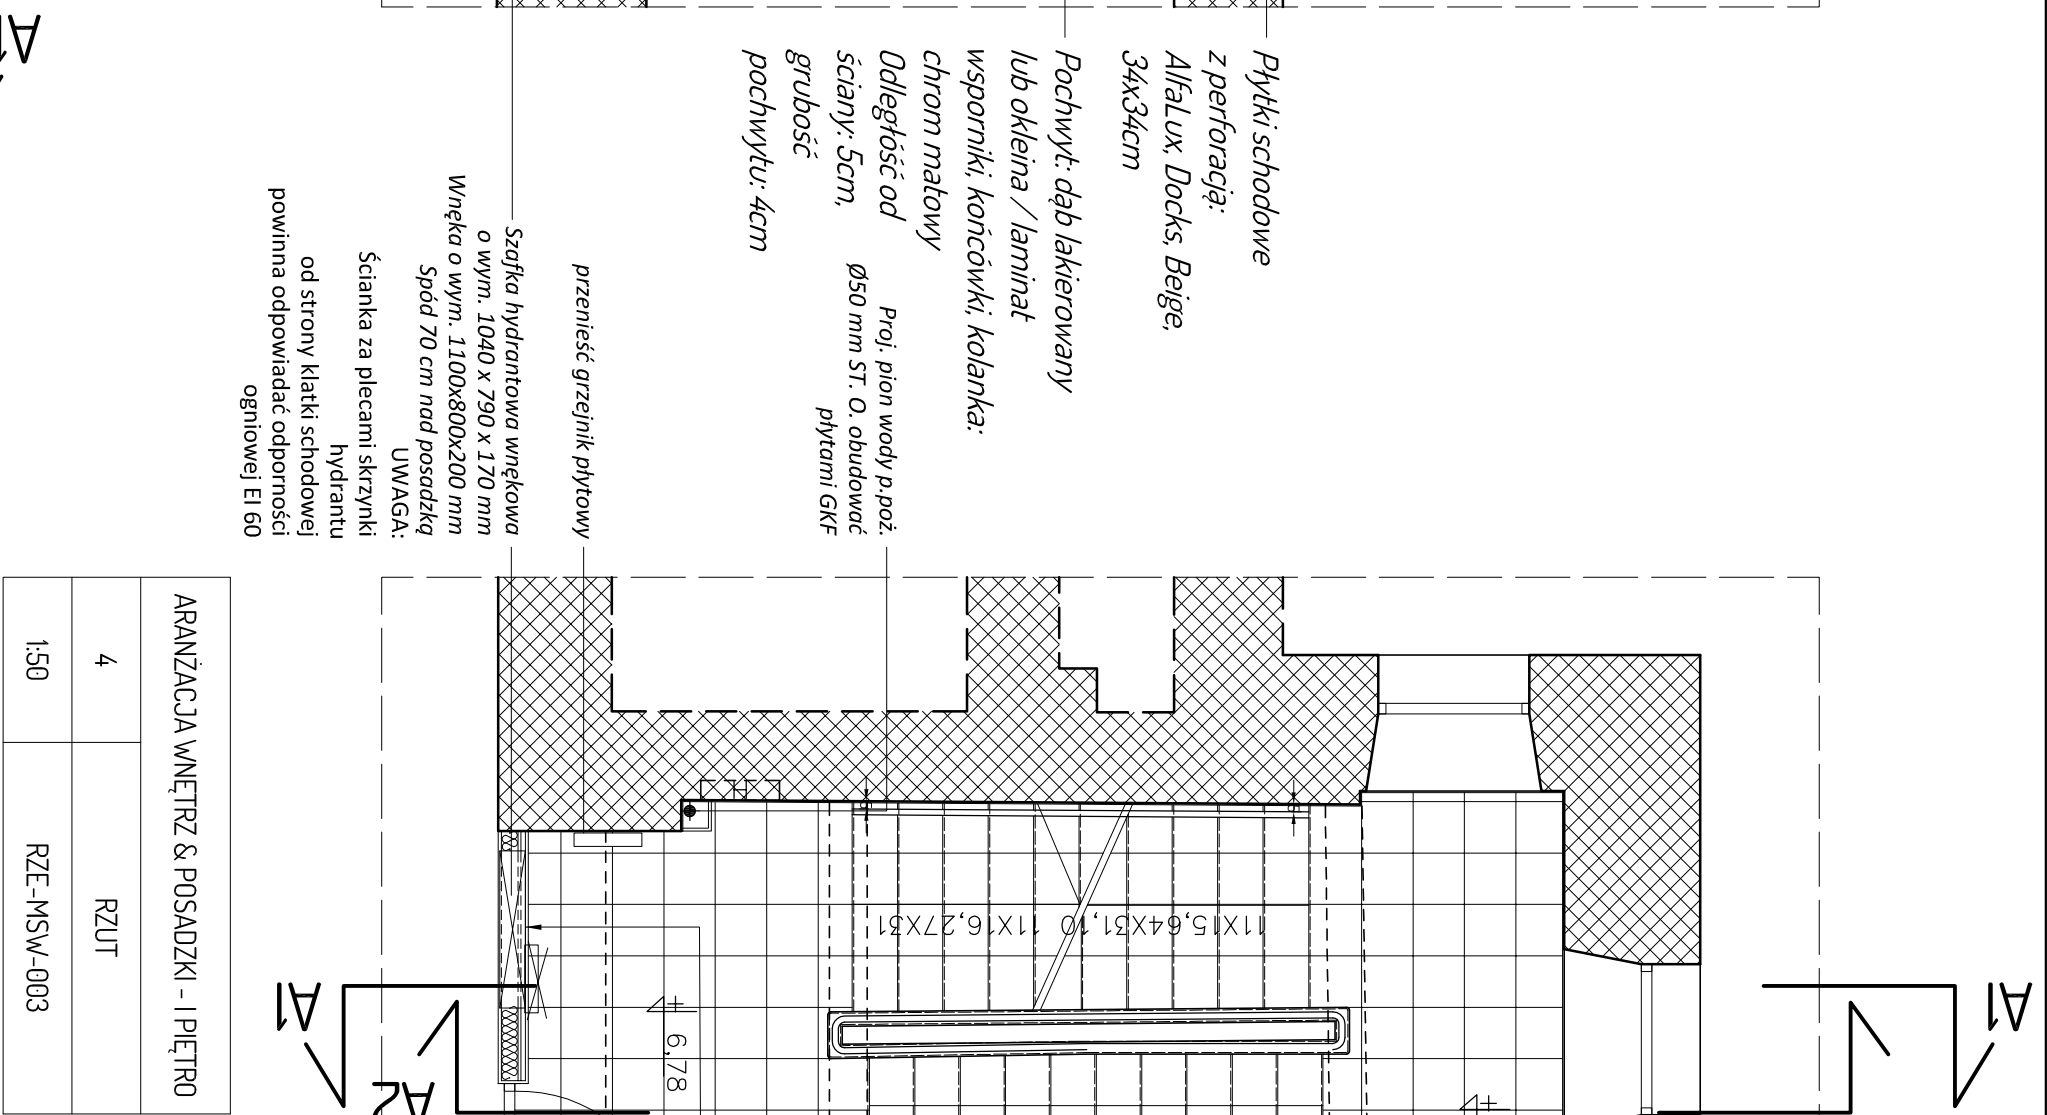 Płytki schodowe
z perforacją:
AlfaLux, Docks, Beige,
34x34cm
Pochwyt: dąb lakierowany
lub okleina / laminat
wsporniki, końcówki, kolanka:
chrom matowy
Odległość od
ściany: 5cm,
grubość
pochwytu: 4cm
Proj. pion wody p.poż.
Ø50 mm ST. O. obudować
płytami GKF
przenieść grzejnik płytowy
Szafka hydrantowa wnękowa
o wym. 1040 x 790 x 170 mm
Wnęka o wym. 1100x800x200 mm
Spód 70 cm nad posadzką
UWAGA:
Ścianka za plecami skrzynki
hydrantu
od strony klatki schodowej
powinna odpowiadać odporności
ogniowej EI 60
11X15,64X31,10 11X16,27X31
+ 6,78
5
5
H
A1
A1
A1
A2
ARANŻACJA WNĘTRZ & POSADZKI - I PIĘTRO
4
RZUT
1:50
RZE-MSW-003